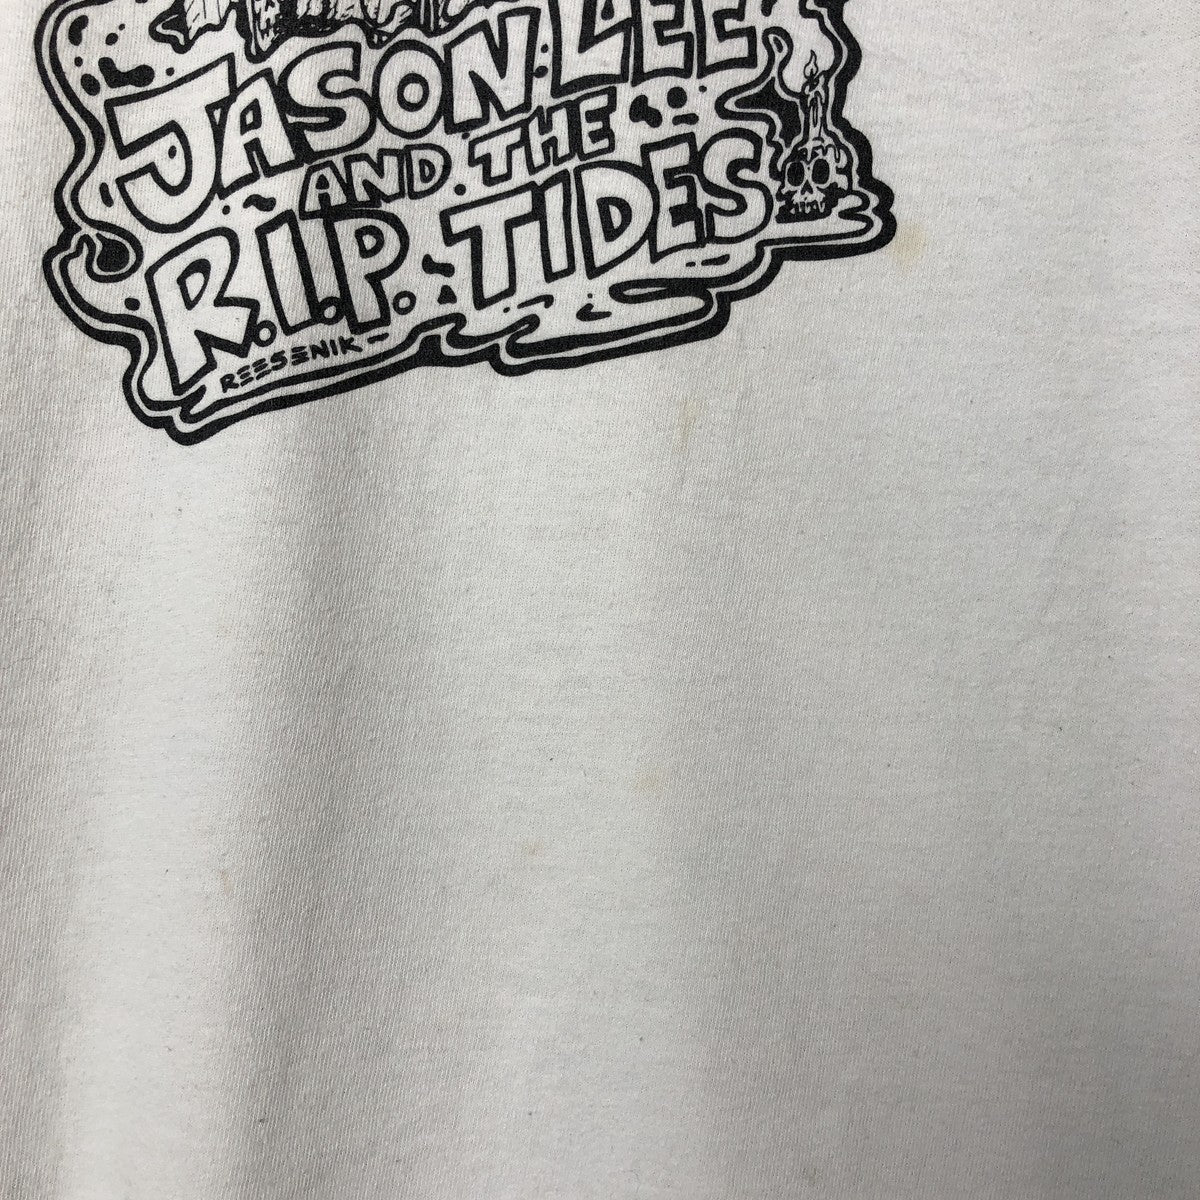 JASON LEE
AND THE
R.I.P. TIDES
REESENIK